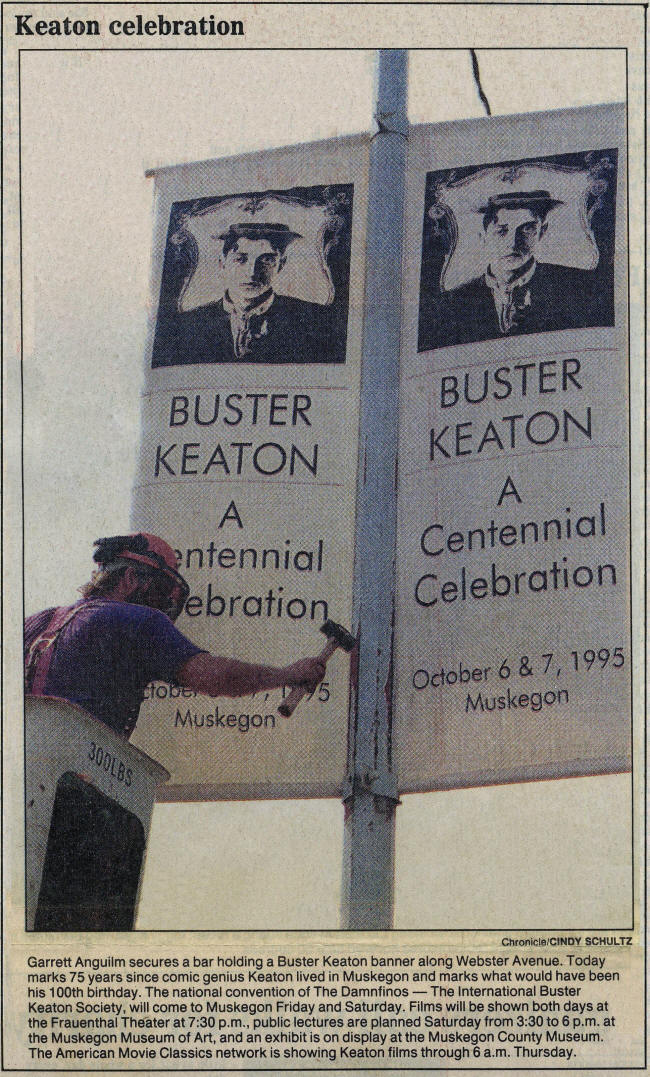 Keaton celebration
BUSTER
KEATON
A
entennial
ebration
Muskegon
BUSTER
KEATON
A
Centennial
Celebration
October 6 & 7, 1995
Muskegon
300LBS
Chronicle/CINDY SCHULTZ
Garrett Anguilm secures a bar holding a Buster Keaton banner along Webster Avenue. Today
marks 75 years since comic genius Keaton lived in Muskegon and marks what would have been
his 100th birthday. The national convention of The Damnfinos — The International Buster
Keaton Society, will come to Muskegon Friday and Saturday. Films will be shown both days at
the Frauenthal Theater at 7:30 p.m., public lectures are planned Saturday from 3:30 to 6 p.m. at
the Muskegon Museum of Art, and an exhibit is on display at the Muskegon County Museum.
The American Movie Classics network is showing Keaton films through 6 a.m. Thursday.